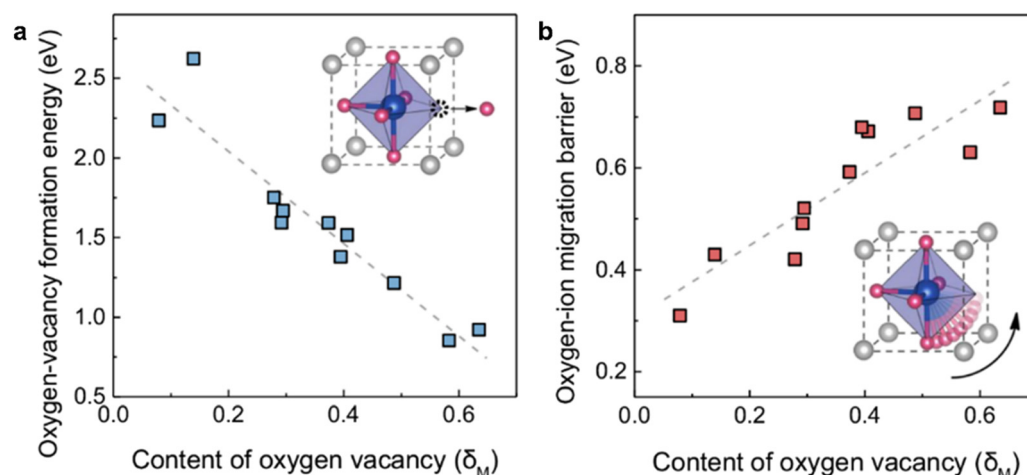 a
Oxygen-vacancy formation energy (eV)
2.5
2.0
1.5
1.0
0.5
0.0
0.2
0.4
0.6
Content of oxygen vacancy (δM)
b
Oxygen-ion migration barrier (eV)
0.8
0.6
0.4
0.2
0.0
0.2
0.4
0.6
Content of oxygen vacancy (δM)